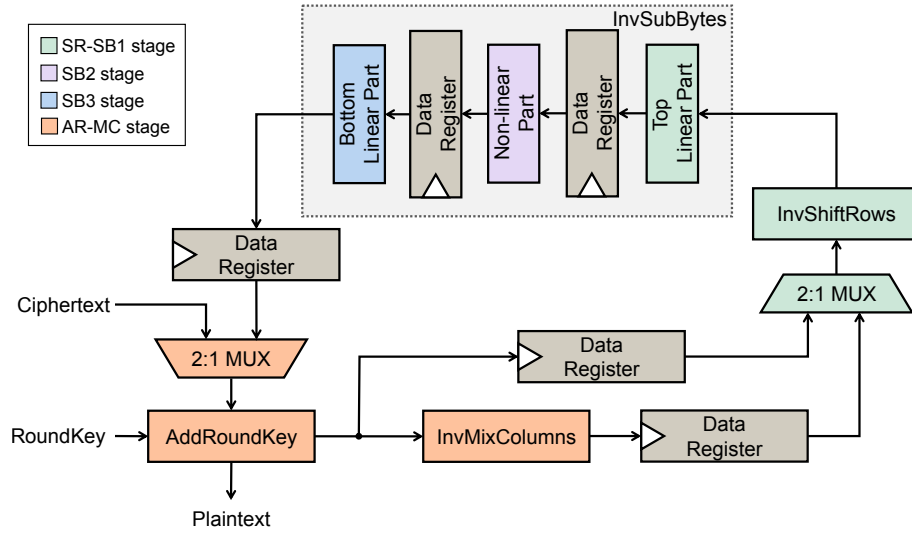 InvSubBytes
SR-SB1 stage
SB2 stage
SB3 stage
AR-MC stage
Bottom
Linear Part
Data
Register
Non-linear
Part
Data
Register
Top
Linear Part
InvShiftRows
Data
Register
2:1 MUX
Ciphertext
2:1 MUX
Data
Register
RoundKey
AddRoundKey
InvMixColumns
Data
Register
Plaintext